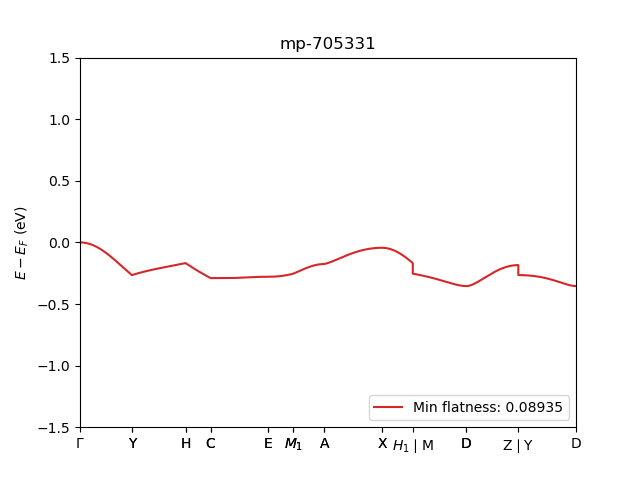 mp-705331
1.5
1.0
0.5
0.0
−0.5
−1.0
−1.5
E − E_F (eV)
Min flatness: 0.08935
Γ Y H C E M₁ A X H₁ | M D Z | Y D